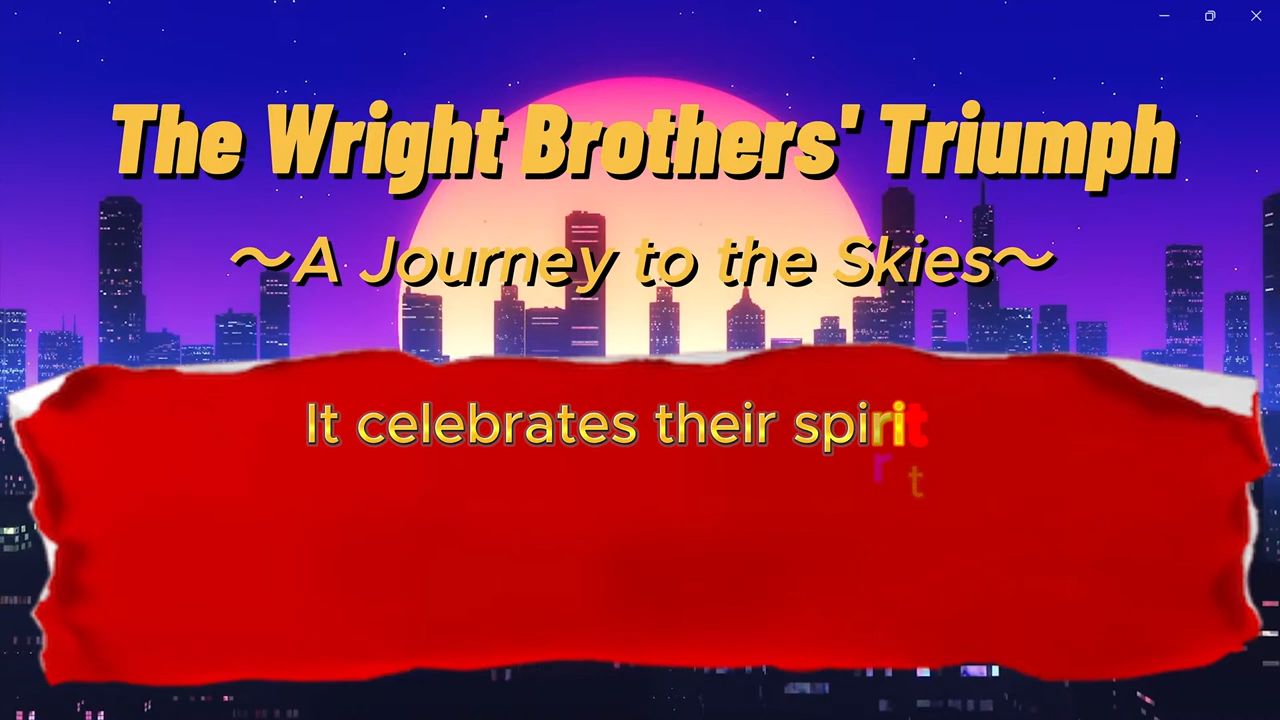 The Wright Brothers' Triumph
～A Journey to the Skies～
It celebrates their spirit